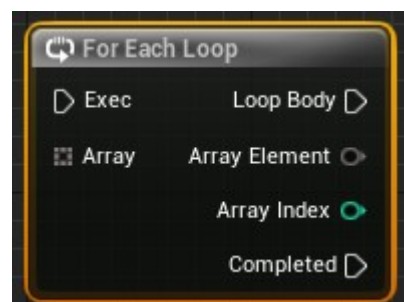 For Each Loop
Exec Loop Body
Array Array Element
Array Index
Completed